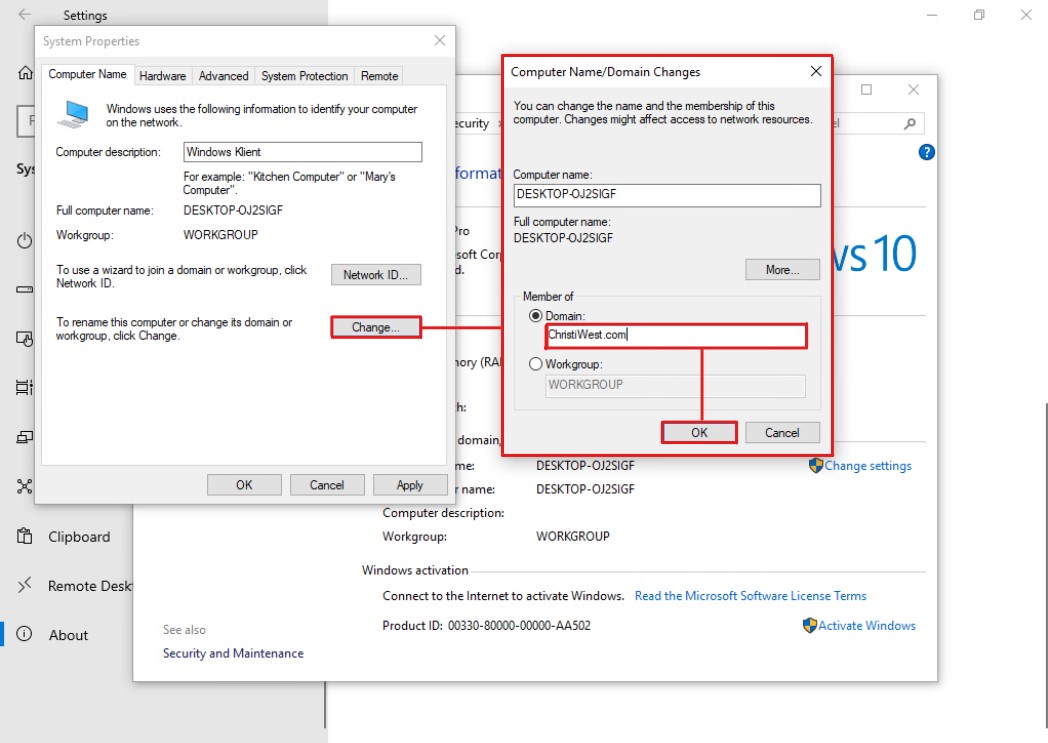 Settings
System Properties
Computer Name
Hardware
Advanced
System Protection
Remote
Windows uses the following information to identify your computer
on the network.
Computer description:
Windows Klient
For example: "Kitchen Computer" or "Mary's
Computer".
Full computer name:
DESKTOP-OJ2SIGF
Workgroup:
WORKGROUP
To use a wizard to join a domain or workgroup, click
Network ID.
Network ID...
To rename this computer or change its domain or
workgroup, click Change.
Change...
OK
Cancel
Apply
Computer Name/Domain Changes
You can change the name and the membership of this
computer. Changes might affect access to network resources.
Computer name:
DESKTOP-OJ2SIGF
Full computer name:
DESKTOP-OJ2SIGF
More...
Member of
Domain:
ChristiWest.com
Workgroup:
WORKGROUP
OK
Cancel
F
Sys
ecurity
el
?
format
Pro
soft Corp
d.
ws 10
mory (RA
h:
domain,
me:
DESKTOP-OJ2SIGF
Change settings
r name:
DESKTOP-OJ2SIGF
Computer description:
Workgroup:
WORKGROUP
Windows activation
Connect to the Internet to activate Windows. Read the Microsoft Software License Terms
Product ID: 00330-80000-00000-AA502
Activate Windows
See also
Security and Maintenance
Clipboard
Remote Desk
About